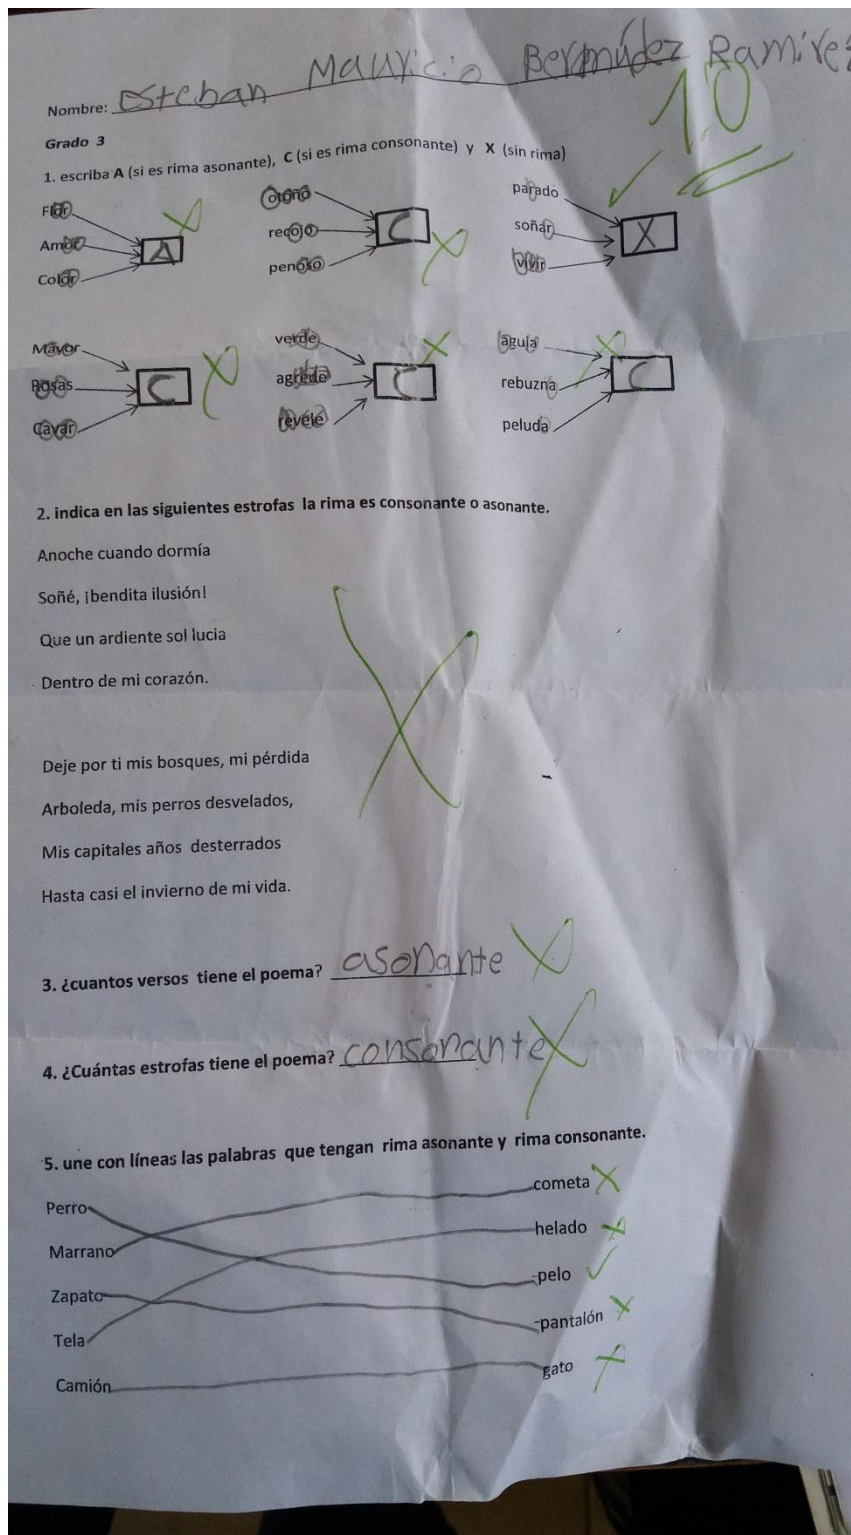 Nombre: Esteban Mauricio Bermúdez Ramirez
1.0
Grado 3
1. escriba A (si es rima asonante), C (si es rima consonante) y X (sin rima)
Flor
Amor
Color
A
otoño
recojo
penoso
C
parado
soñar
vivir
X
Mayor
Rosas
Cavar
C
verde
agrede
revele
C
aguja
rebuzna
peluda
C
2. indica en las siguientes estrofas la rima es consonante o asonante.
Anoche cuando dormía
Soñé, ¡bendita ilusión!
Que un ardiente sol lucia
Dentro de mi corazón.
Deje por ti mis bosques, mi pérdida
Arboleda, mis perros desvelados,
Mis capitales años desterrados
Hasta casi el invierno de mi vida.
3. ¿cuantos versos tiene el poema? asonante
4. ¿Cuántas estrofas tiene el poema? consonante
5. une con líneas las palabras que tengan rima asonante y rima consonante.
Perro
Marrano
Zapato
Tela
Camión
cometa
helado
-pelo
-pantalón
gato